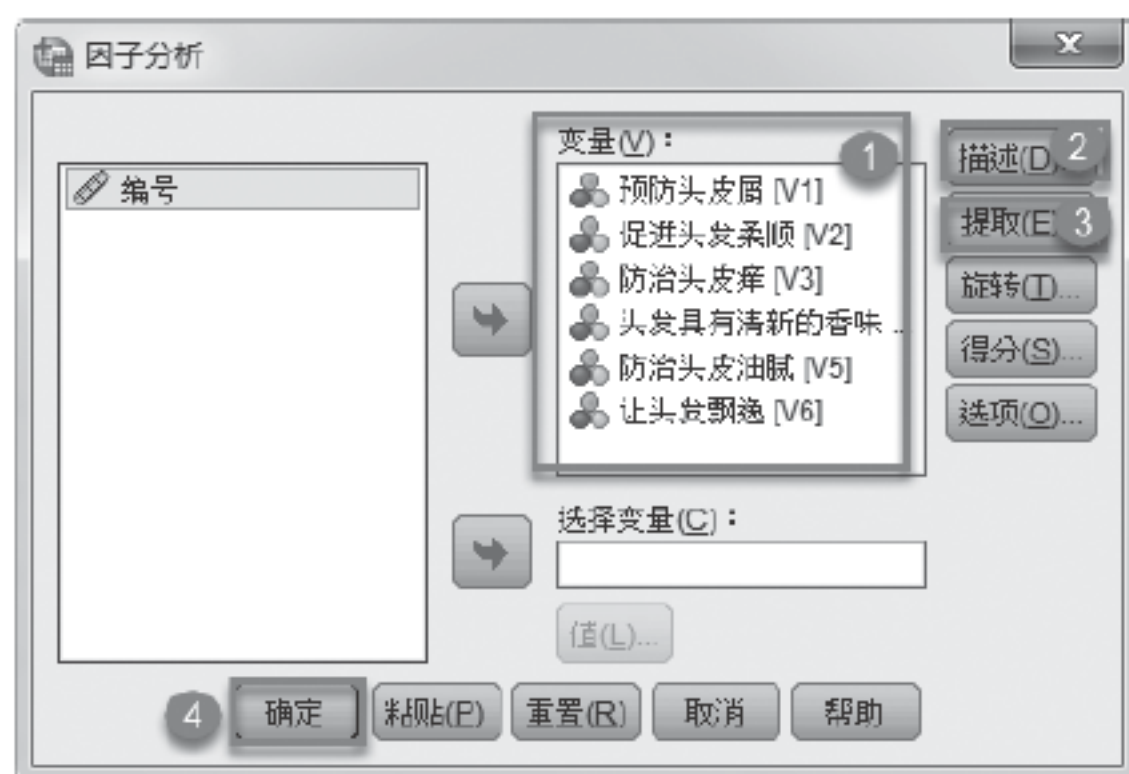 因子分析
x
编号
变量(V)：
1
预防头皮屑 [V1]
促进头发柔顺 [V2]
防治头皮痒 [V3]
头发具有清新的香味 ..
防治头皮油腻 [V5]
让头发飘逸 [V6]
描述(D)...
2
提取(E)
3
旋转(T)...
得分(S)...
选项(O)...
选择变量(C)：
值(L)...
4
确定
粘贴(P)
重置(R)
取消
帮助